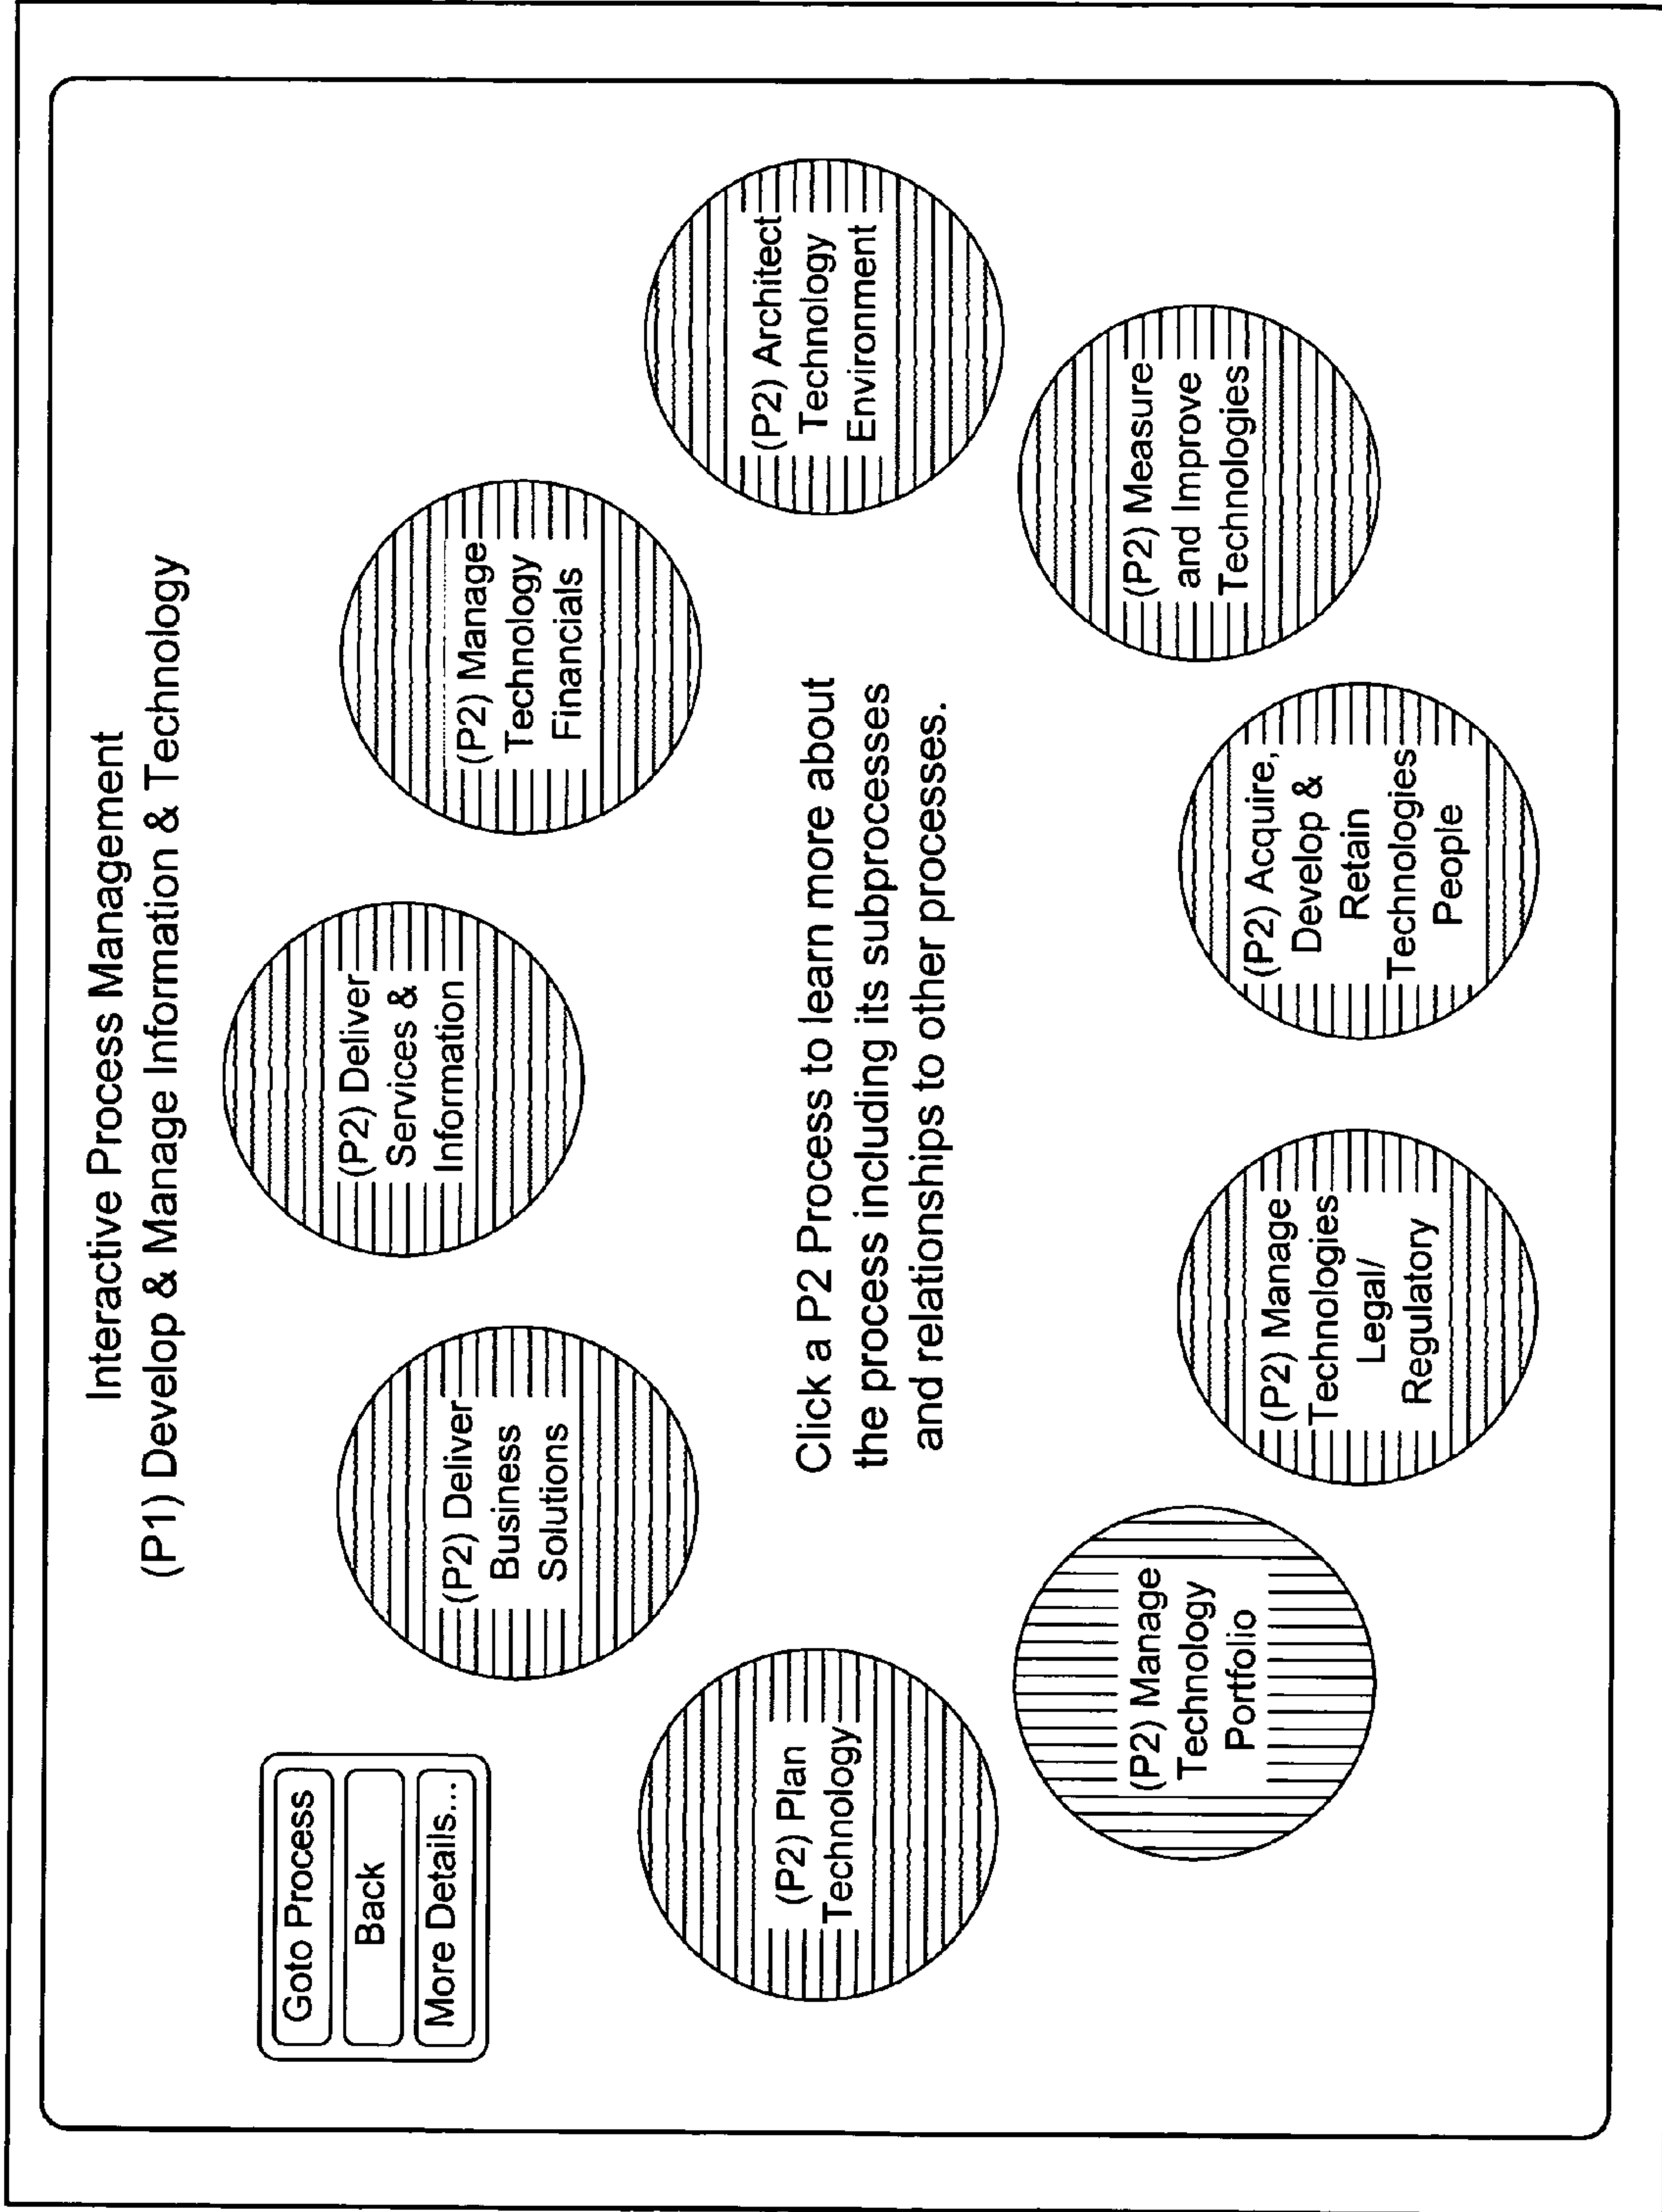 Interactive Process Management
(P1) Develop & Manage Information & Technology
Goto Process
Back
More Details...
(P2) Deliver
Business
Solutions
(P2) Deliver
Services &
Information
(P2) Manage
Technology
Financials
(P2) Plan
Technology
(P2) Architect
Technology
Environment
Click a P2 Process to learn more about
the process including its subprocesses
and relationships to other processes.
(P2) Manage
Technology
Portfolio
(P2) Manage
Technologies
Legal/
Regulatory
(P2) Acquire,
Develop &
Retain
Technologies
People
(P2) Measure
and Improve
Technologies